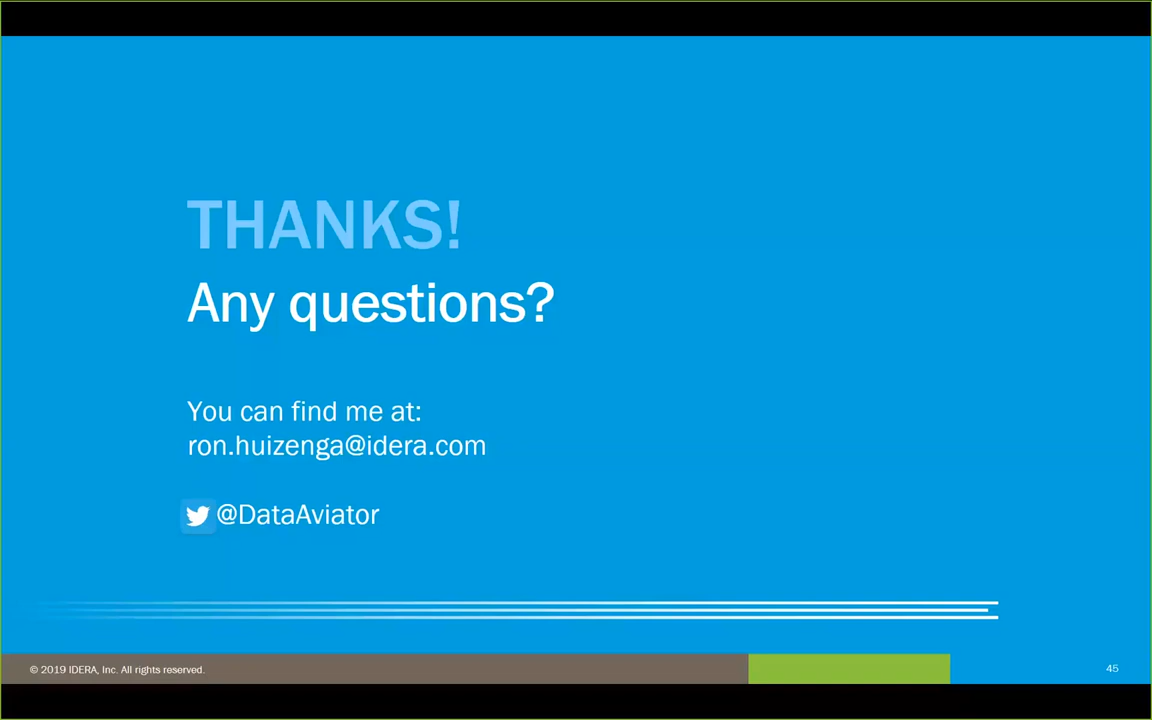 THANKS!
Any questions?
You can find me at:
ron.huizenga@idera.com
@DataAviator
© 2019 IDERA, Inc. All rights reserved.
45